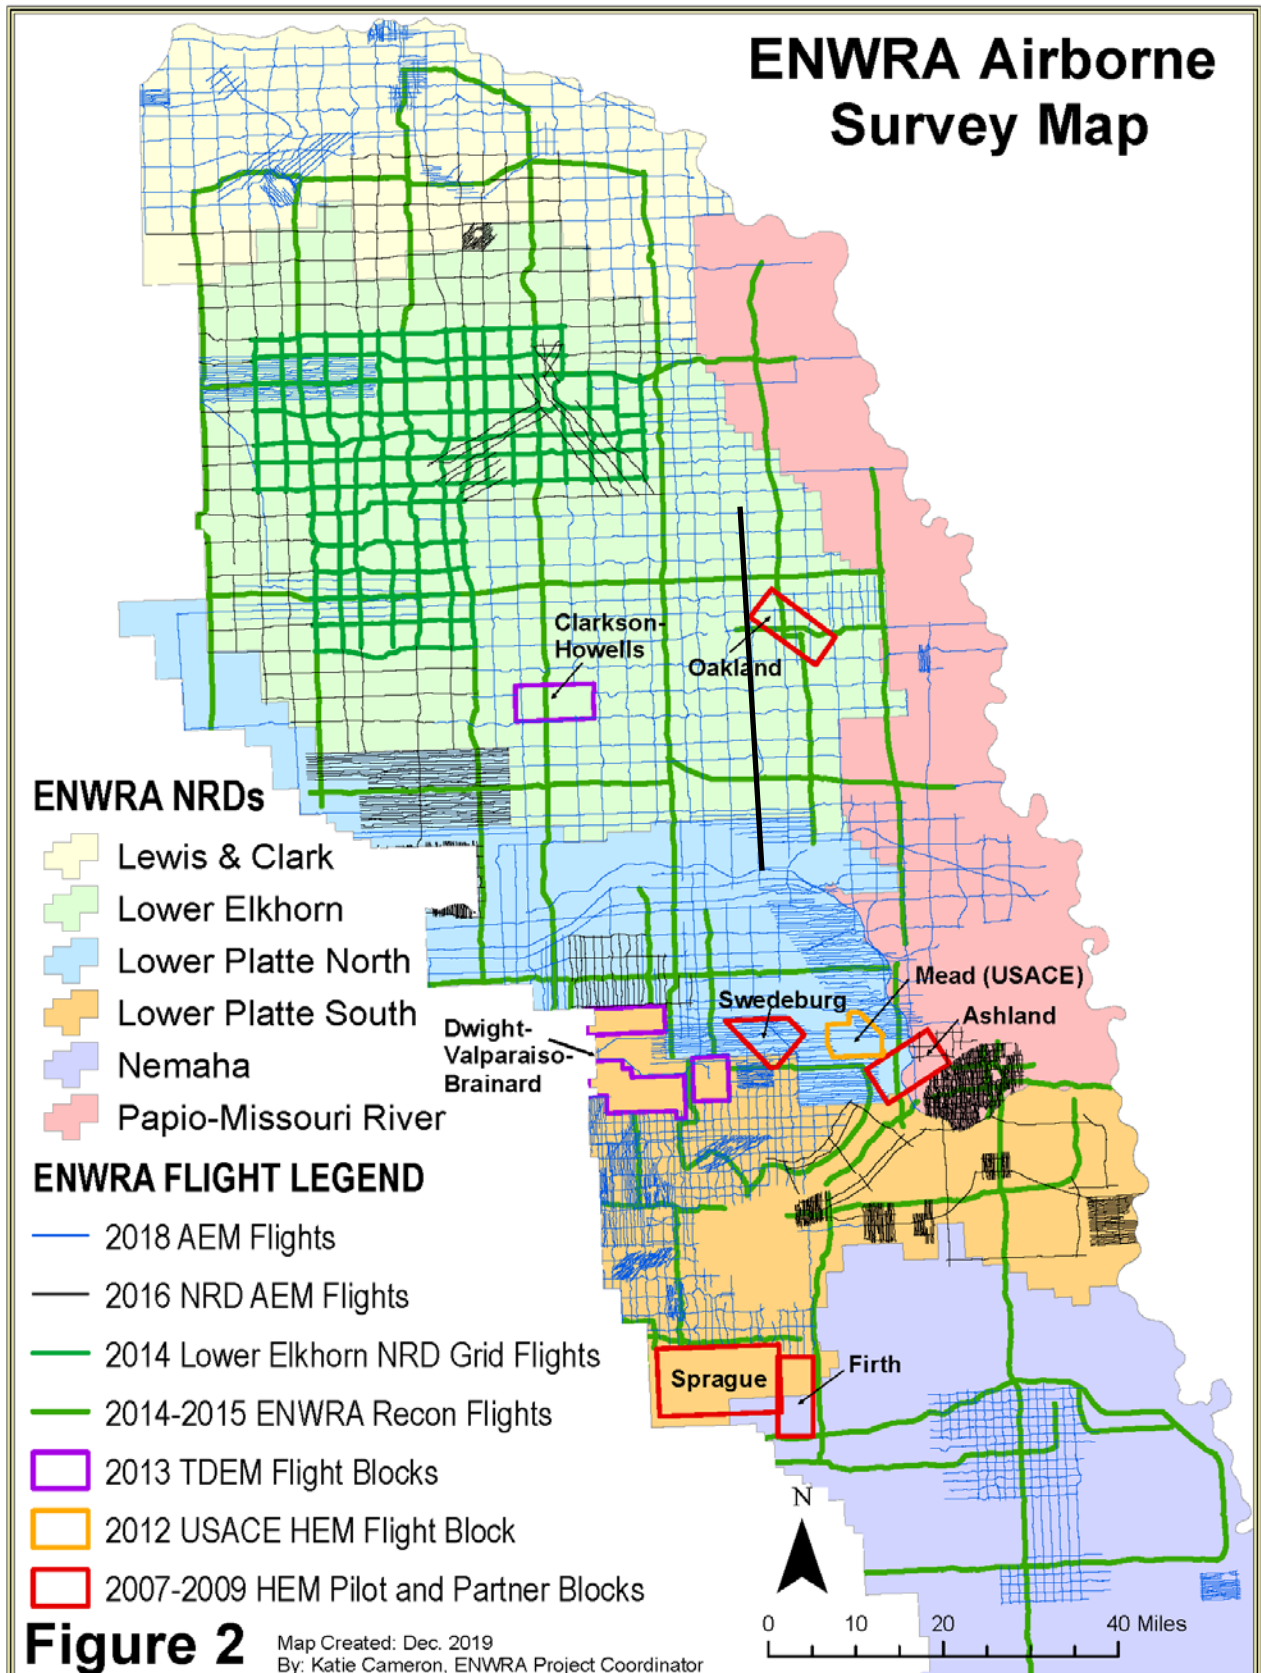 ENWRA Airborne
Survey Map
Clarkson-
Howells
Oakland
ENWRA NRDs
Lewis & Clark
Lower Elkhorn
Lower Platte North
Lower Platte South
Nemaha
Papio-Missouri River
Mead (USACE)
Swedeburg
Ashland
Dwight-
Valparaiso-
Brainard
ENWRA FLIGHT LEGEND
2018 AEM Flights
2016 NRD AEM Flights
2014 Lower Elkhorn NRD Grid Flights
2014-2015 ENWRA Recon Flights
2013 TDEM Flight Blocks
2012 USACE HEM Flight Block
2007-2009 HEM Pilot and Partner Blocks
Sprague
Firth
N
0 10 20 40 Miles
Figure 2
Map Created: Dec. 2019
By: Katie Cameron, ENWRA Project Coordinator